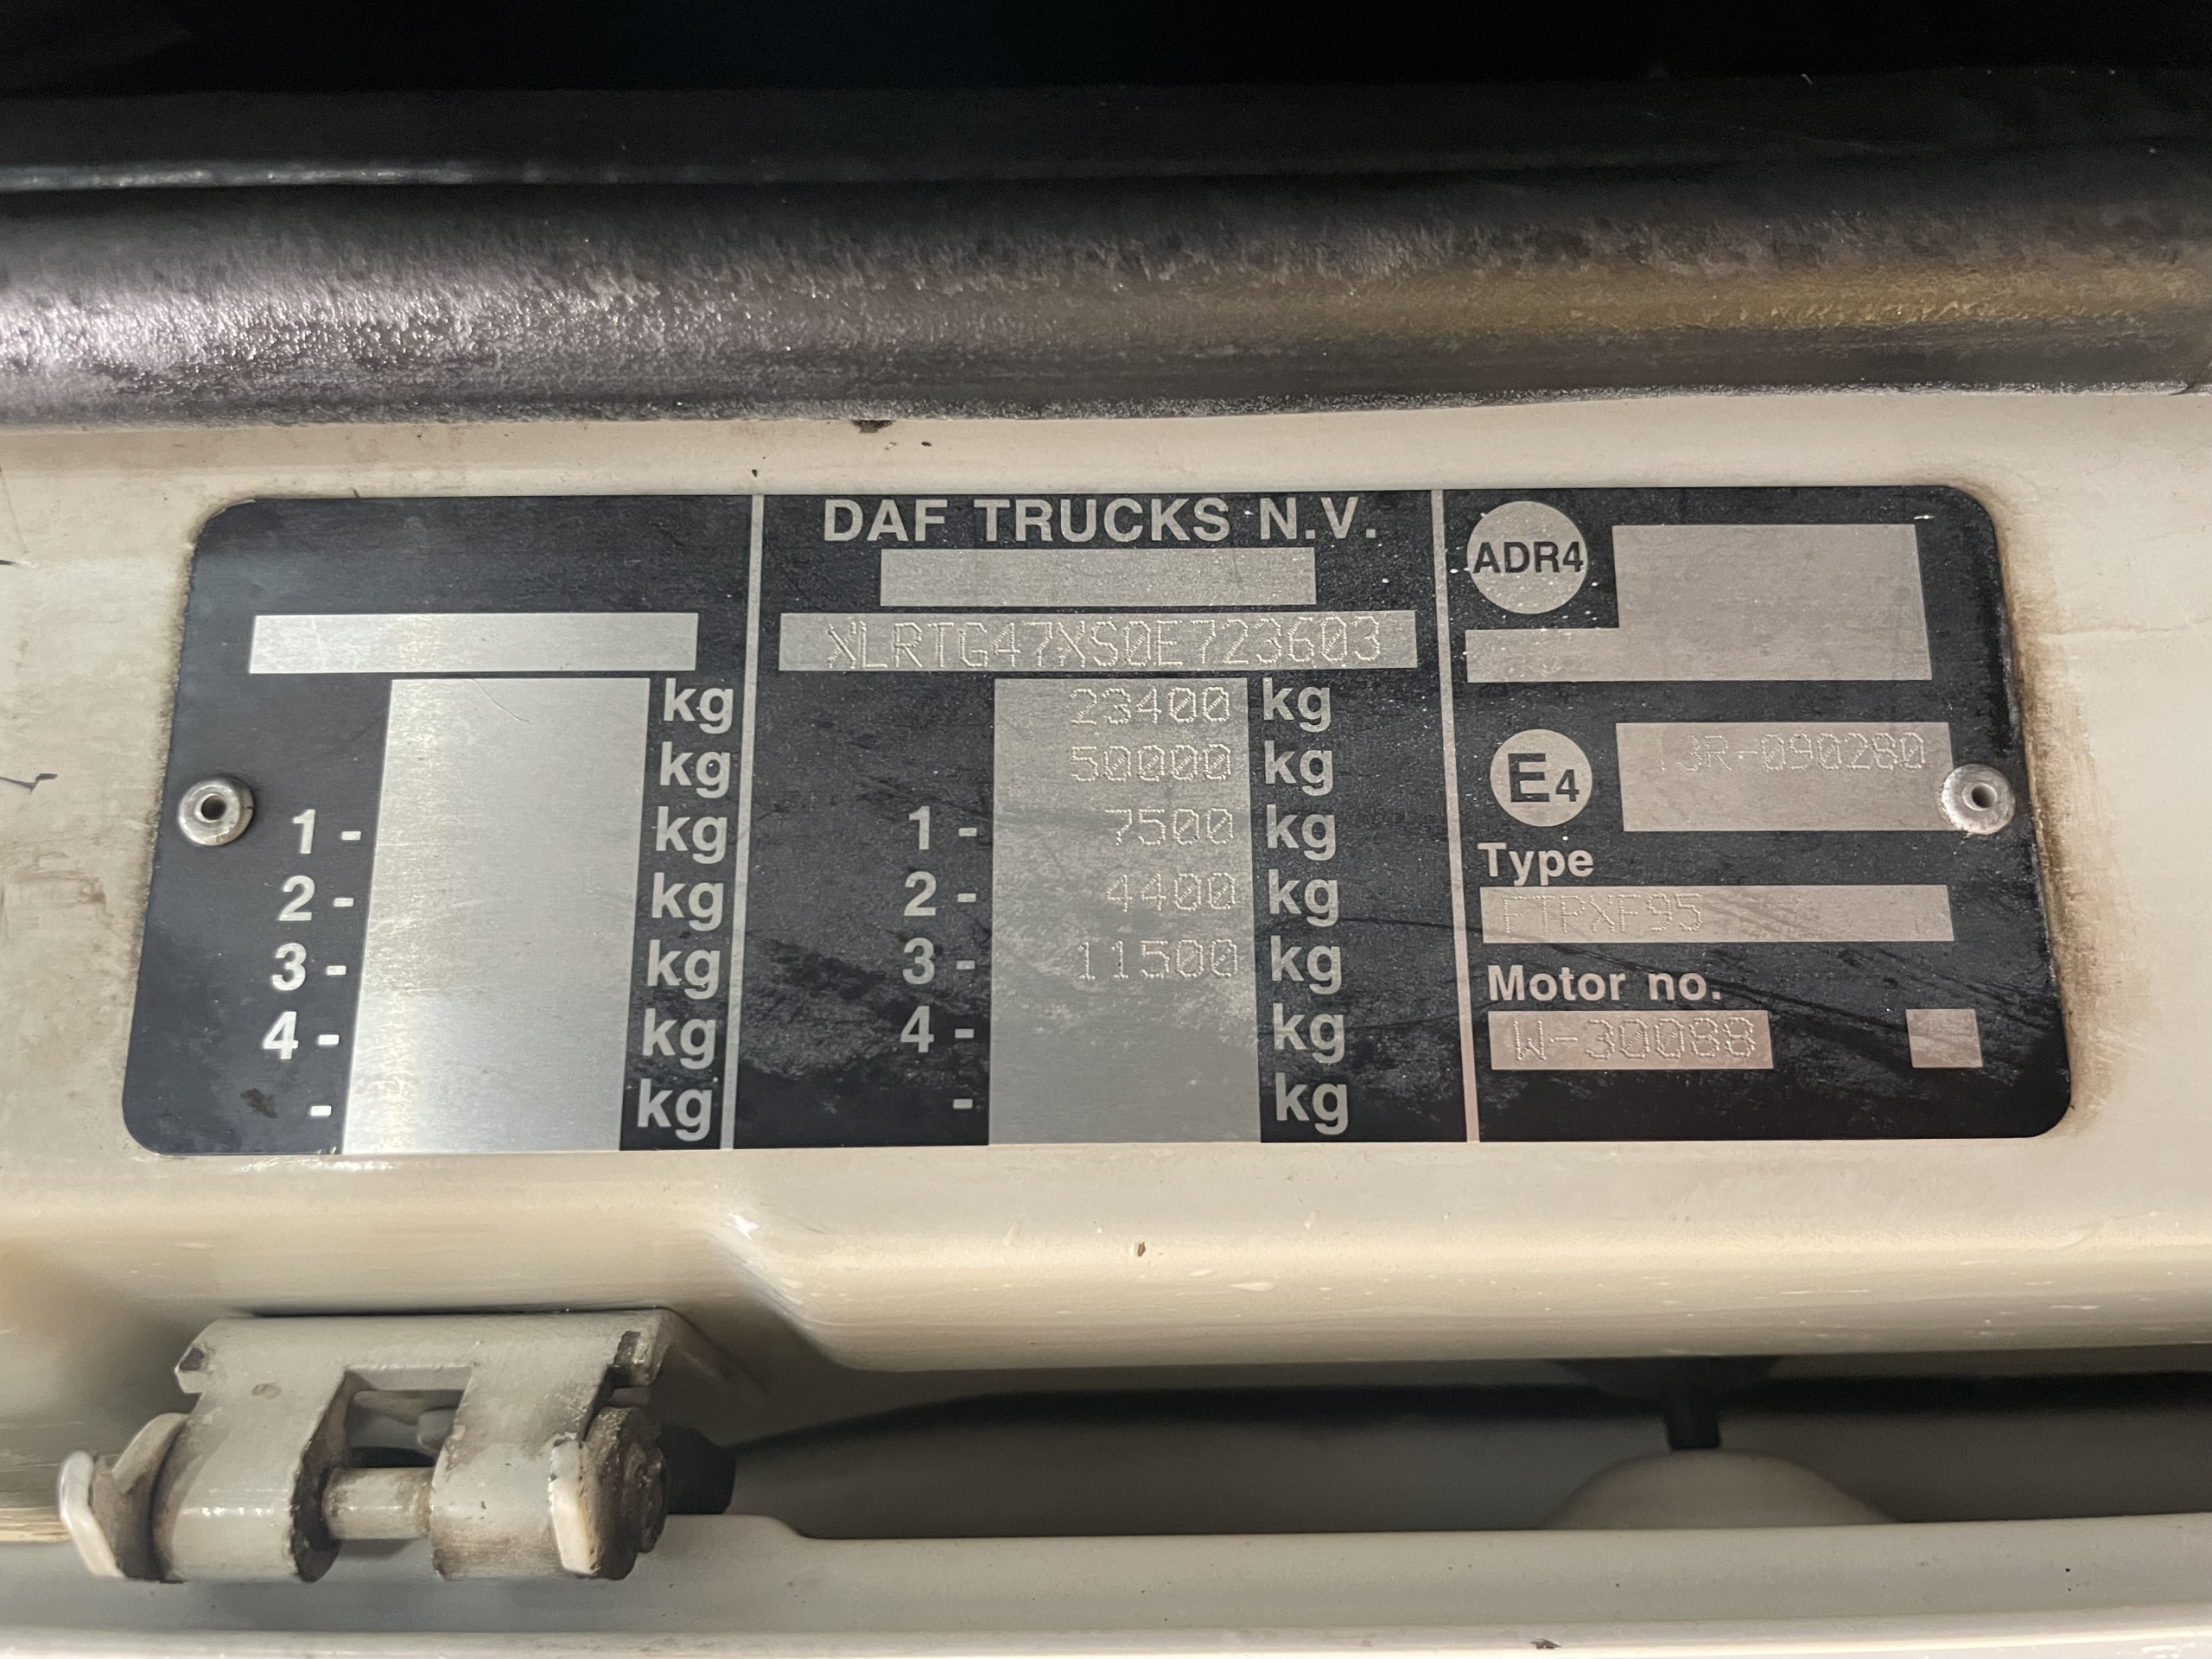 DAF TRUCKS N.V.
XLRTG47XS0E723603
kg
kg
1 - kg
2 - kg
3 - kg
4 - kg
- kg
23400 kg
50000 kg
1 - 7500 kg
2 - 4400 kg
3 - 11500 kg
4 - kg
- kg
ADR4
E4
13R-090280
Type
FTPXF95
Motor no.
W-30088